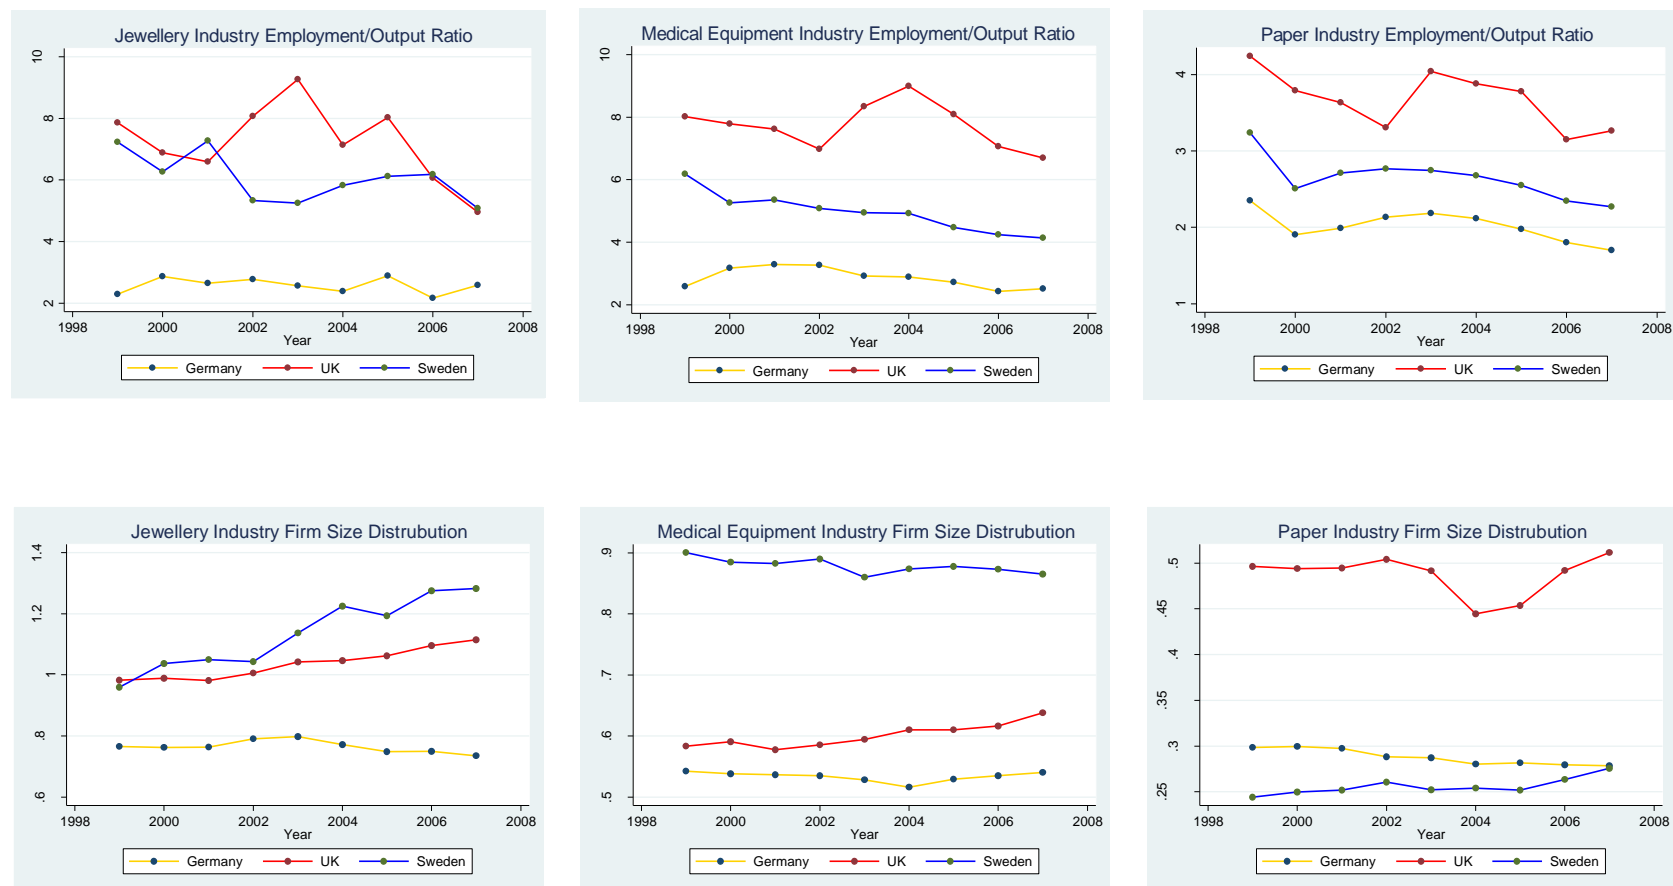 Jewellery Industry Employment/Output Ratio
10
8
6
4
2
1998 2000 2002 2004 2006 2008
Year
Germany UK Sweden
Medical Equipment Industry Employment/Output Ratio
10
8
6
4
2
1998 2000 2002 2004 2006 2008
Year
Germany UK Sweden
Paper Industry Employment/Output Ratio
4
3
2
1
1998 2000 2002 2004 2006 2008
Year
Germany UK Sweden
Jewellery Industry Firm Size Distrubution
1.4
1.2
1
.8
.6
1998 2000 2002 2004 2006 2008
Year
Germany UK Sweden
Medical Equipment Industry Firm Size Distrubution
.9
.8
.7
.6
.5
1998 2000 2002 2004 2006 2008
Year
Germany UK Sweden
Paper Industry Firm Size Distrubution
.5
.45
.4
.35
.3
.25
1998 2000 2002 2004 2006 2008
Year
Germany UK Sweden